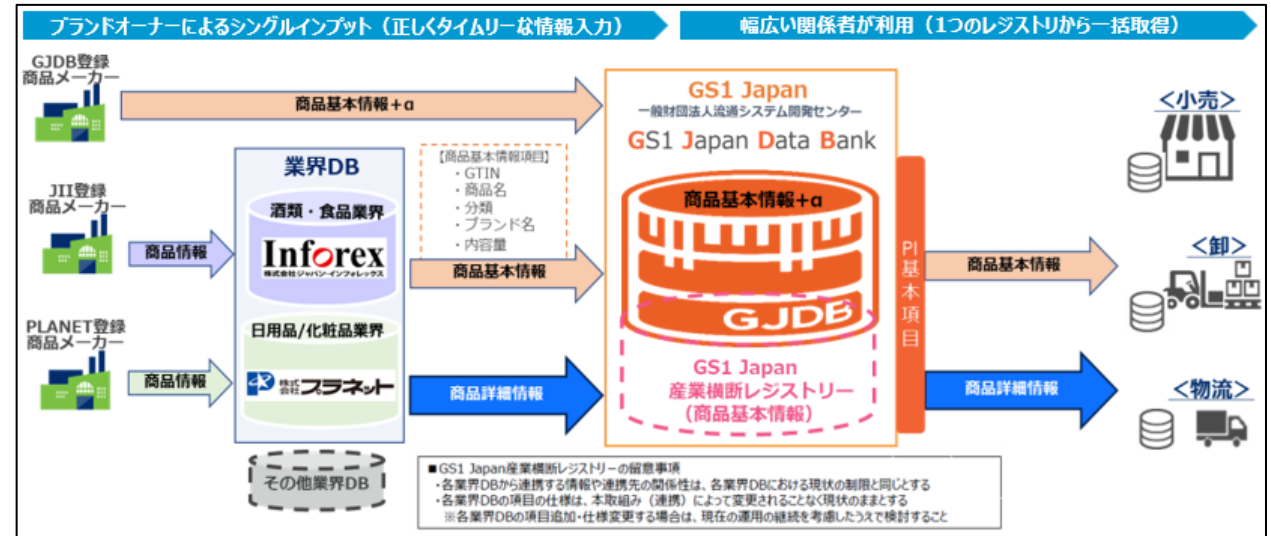 ブランドオーナーによるシングルインプット（正しくタイムリーな情報入力）
幅広い関係者が利用（1つのレジストリから一括取得）
GJDB登録
商品メーカー
商品基本情報+α
JII登録
商品メーカー
商品情報
PLANET登録
商品メーカー
商品情報
業界DB
酒類・食品業界
Inforex
株式会社ジャパン・インフォレックス
日用品/化粧品業界
株式会社プラネット
その他業界DB
【商品基本情報項目】
・GTIN
・商品名
・分類
・ブランド名
・内容量
商品基本情報
商品詳細情報
GS1 Japan
一般財団法人流通システム開発センター
GS1 Japan Data Bank
商品基本情報+α
GJDB
GS1 Japan
産業横断レジストリー
（商品基本情報）
PI基本項目
商品基本情報
商品詳細情報
＜小売＞
＜卸＞
＜物流＞
■GS1 Japan産業横断レジストリーの留意事項
・各業界DBから連携する情報や連携先の関係性は、各業界DBにおける現状の制限と同じとする
・各業界DBの項目の仕様は、本取組み（連携）によって変更されることなく現状のままとする
※各業界DBの項目追加・仕様変更する場合は、現在の運用の継続を考慮したうえで検討すること